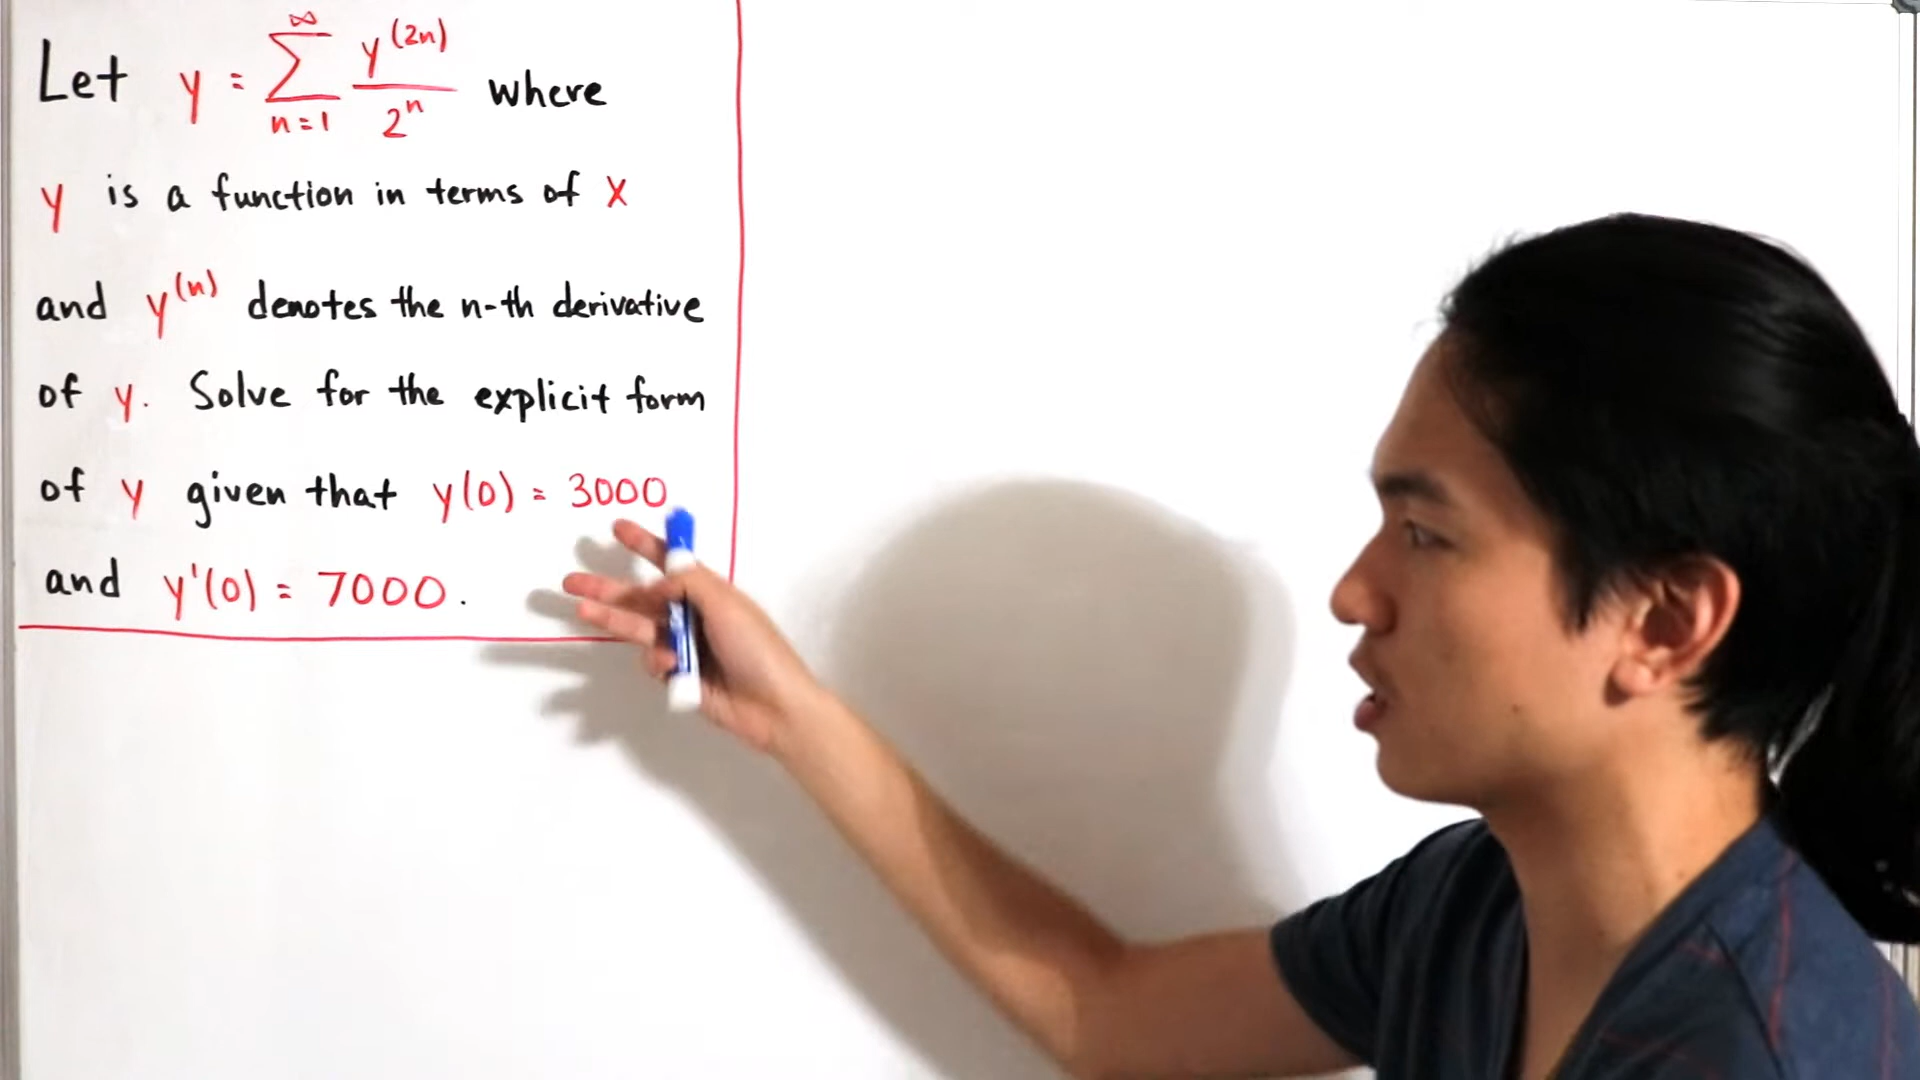 Let y = ∑_{n=1}^{∞} y^{(2n)} / 2^n where
y is a function in terms of x
and y^{(n)} denotes the n-th derivative
of y. Solve for the explicit form
of y given that y(0) = 3000
and y'(0) = 7000.